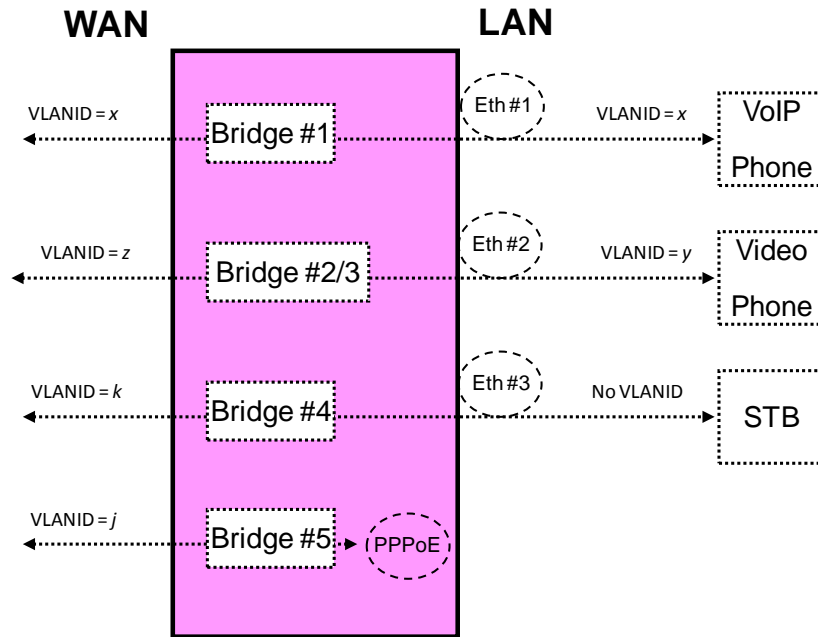 WAN
LAN
VLANID = x
Bridge #1
Eth #1
VLANID = x
VoIP
Phone
VLANID = z
Bridge #2/3
Eth #2
VLANID = y
Video
Phone
VLANID = k
Bridge #4
Eth #3
No VLANID
STB
VLANID = j
Bridge #5
PPPoE